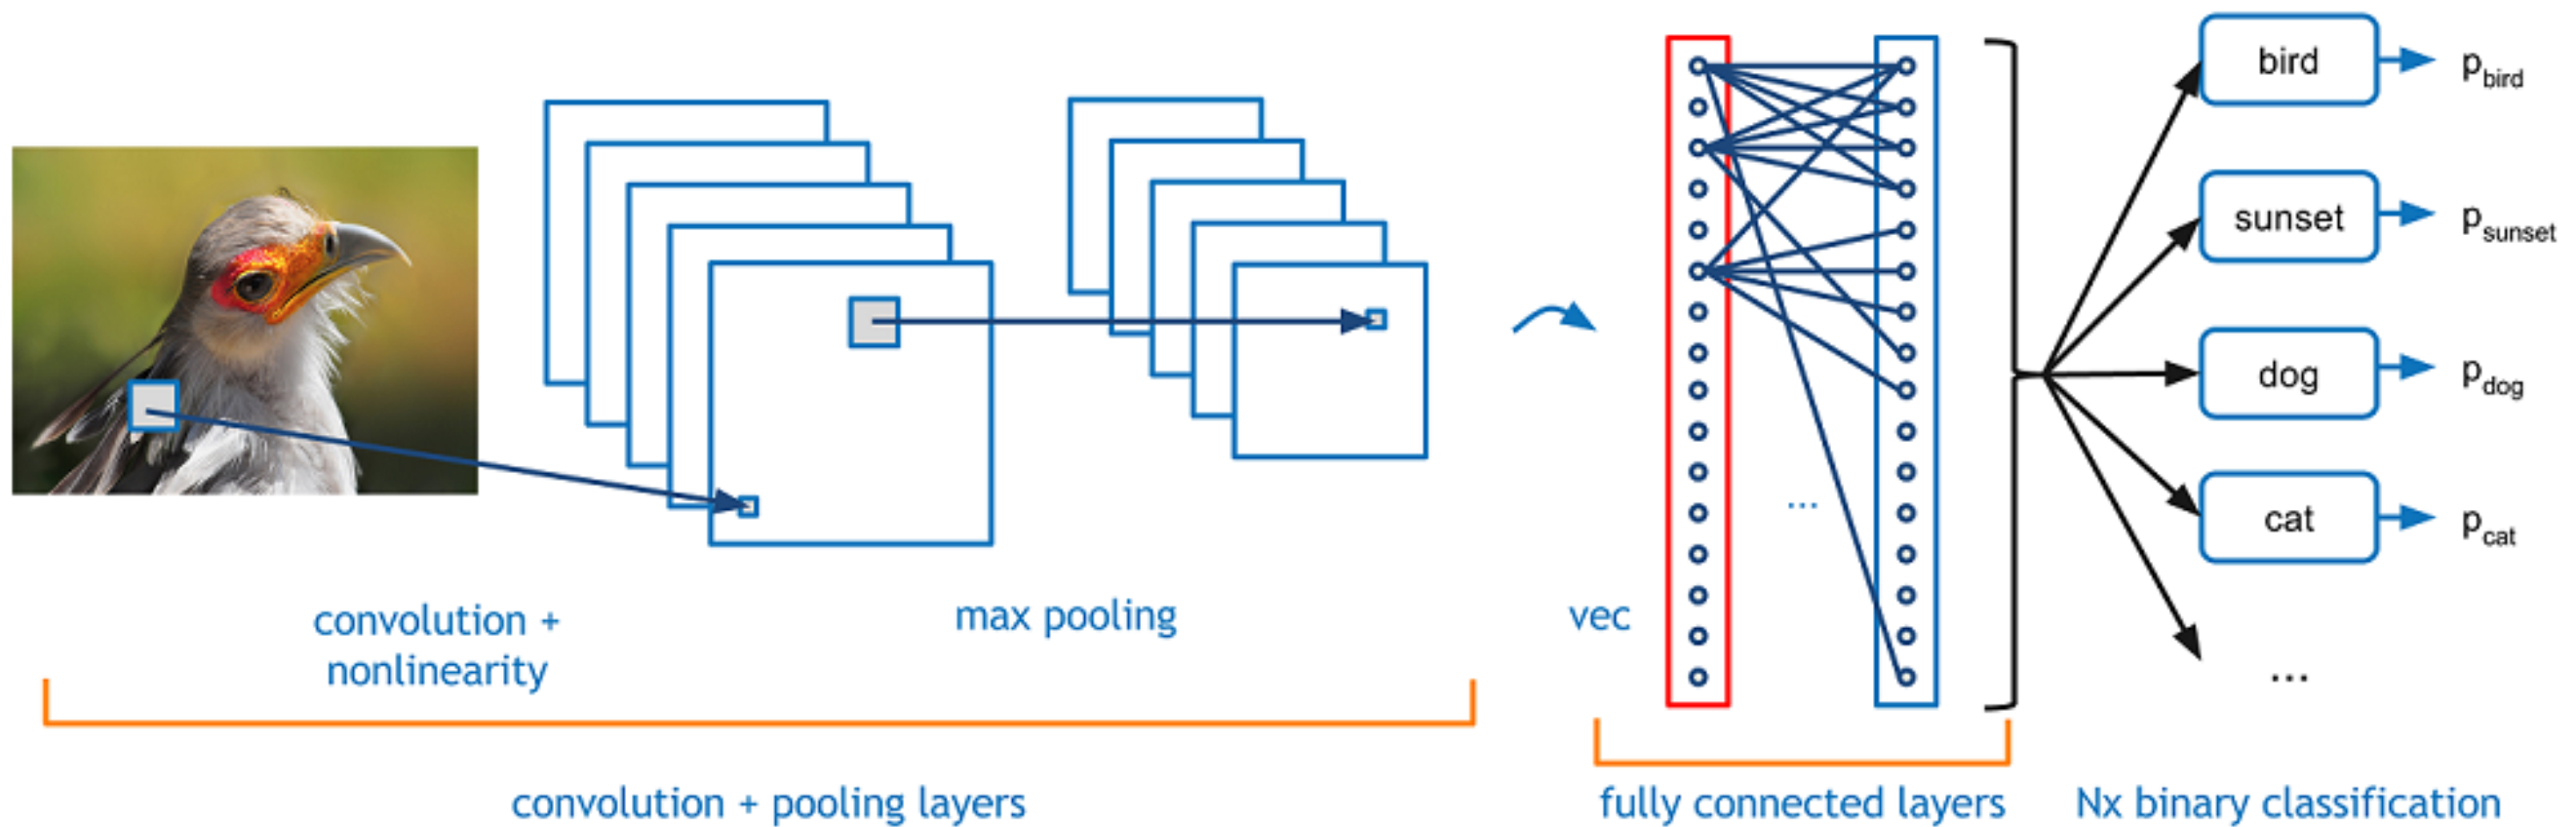 bird
p_bird
sunset
p_sunset
dog
p_dog
cat
p_cat
...
...
convolution +
nonlinearity
max pooling
vec
convolution + pooling layers
fully connected layers
Nx binary classification